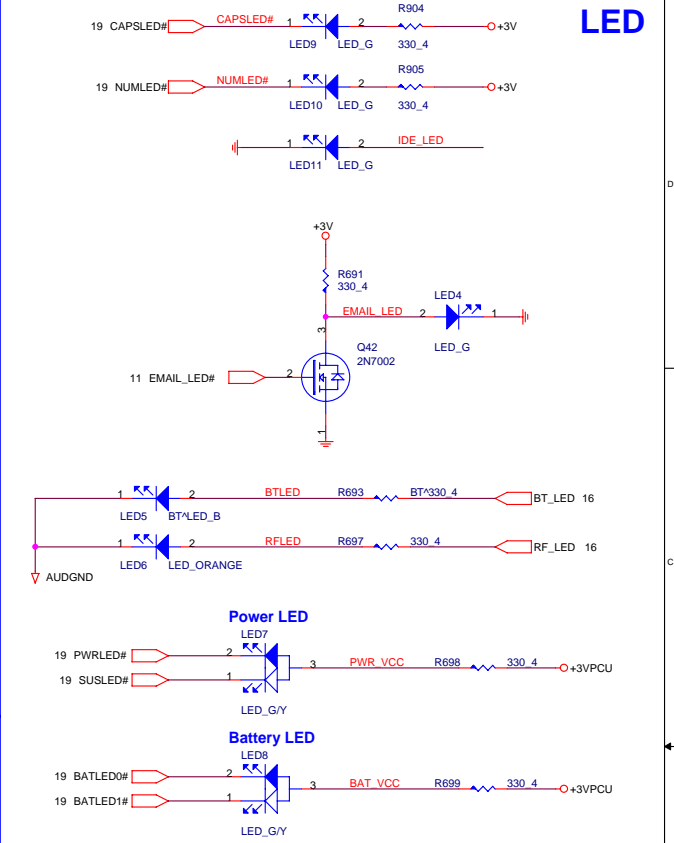 LED
R904
19 CAPSLED# CAPSLED# 1 2 +3V
LED9 LED_G 330_4
R905
19 NUMLED# NUMLED# 1 2 +3V
LED10 LED_G 330_4
1 2 IDE_LED
LED11 LED_G
D
+3V
R691
330_4
LED4
EMAIL_LED 2 1
3
LED_G
Q42
2N7002
11 EMAIL_LED# 2
1
1 2 BTLED R693 BT^330_4 BT_LED 16
LED5 BT^LED_B
1 2 RFLED R697 330_4 RF_LED 16
LED6 LED_ORANGE
C
AUDGND
Power LED
LED7
19 PWRLED# 2
3 PWR_VCC R698 330_4 +3VPCU
19 SUSLED# 1
LED_G/Y
Battery LED
LED8
19 BATLED0# 2
3 BAT_VCC R699 330_4 +3VPCU
19 BATLED1# 1
LED_G/Y